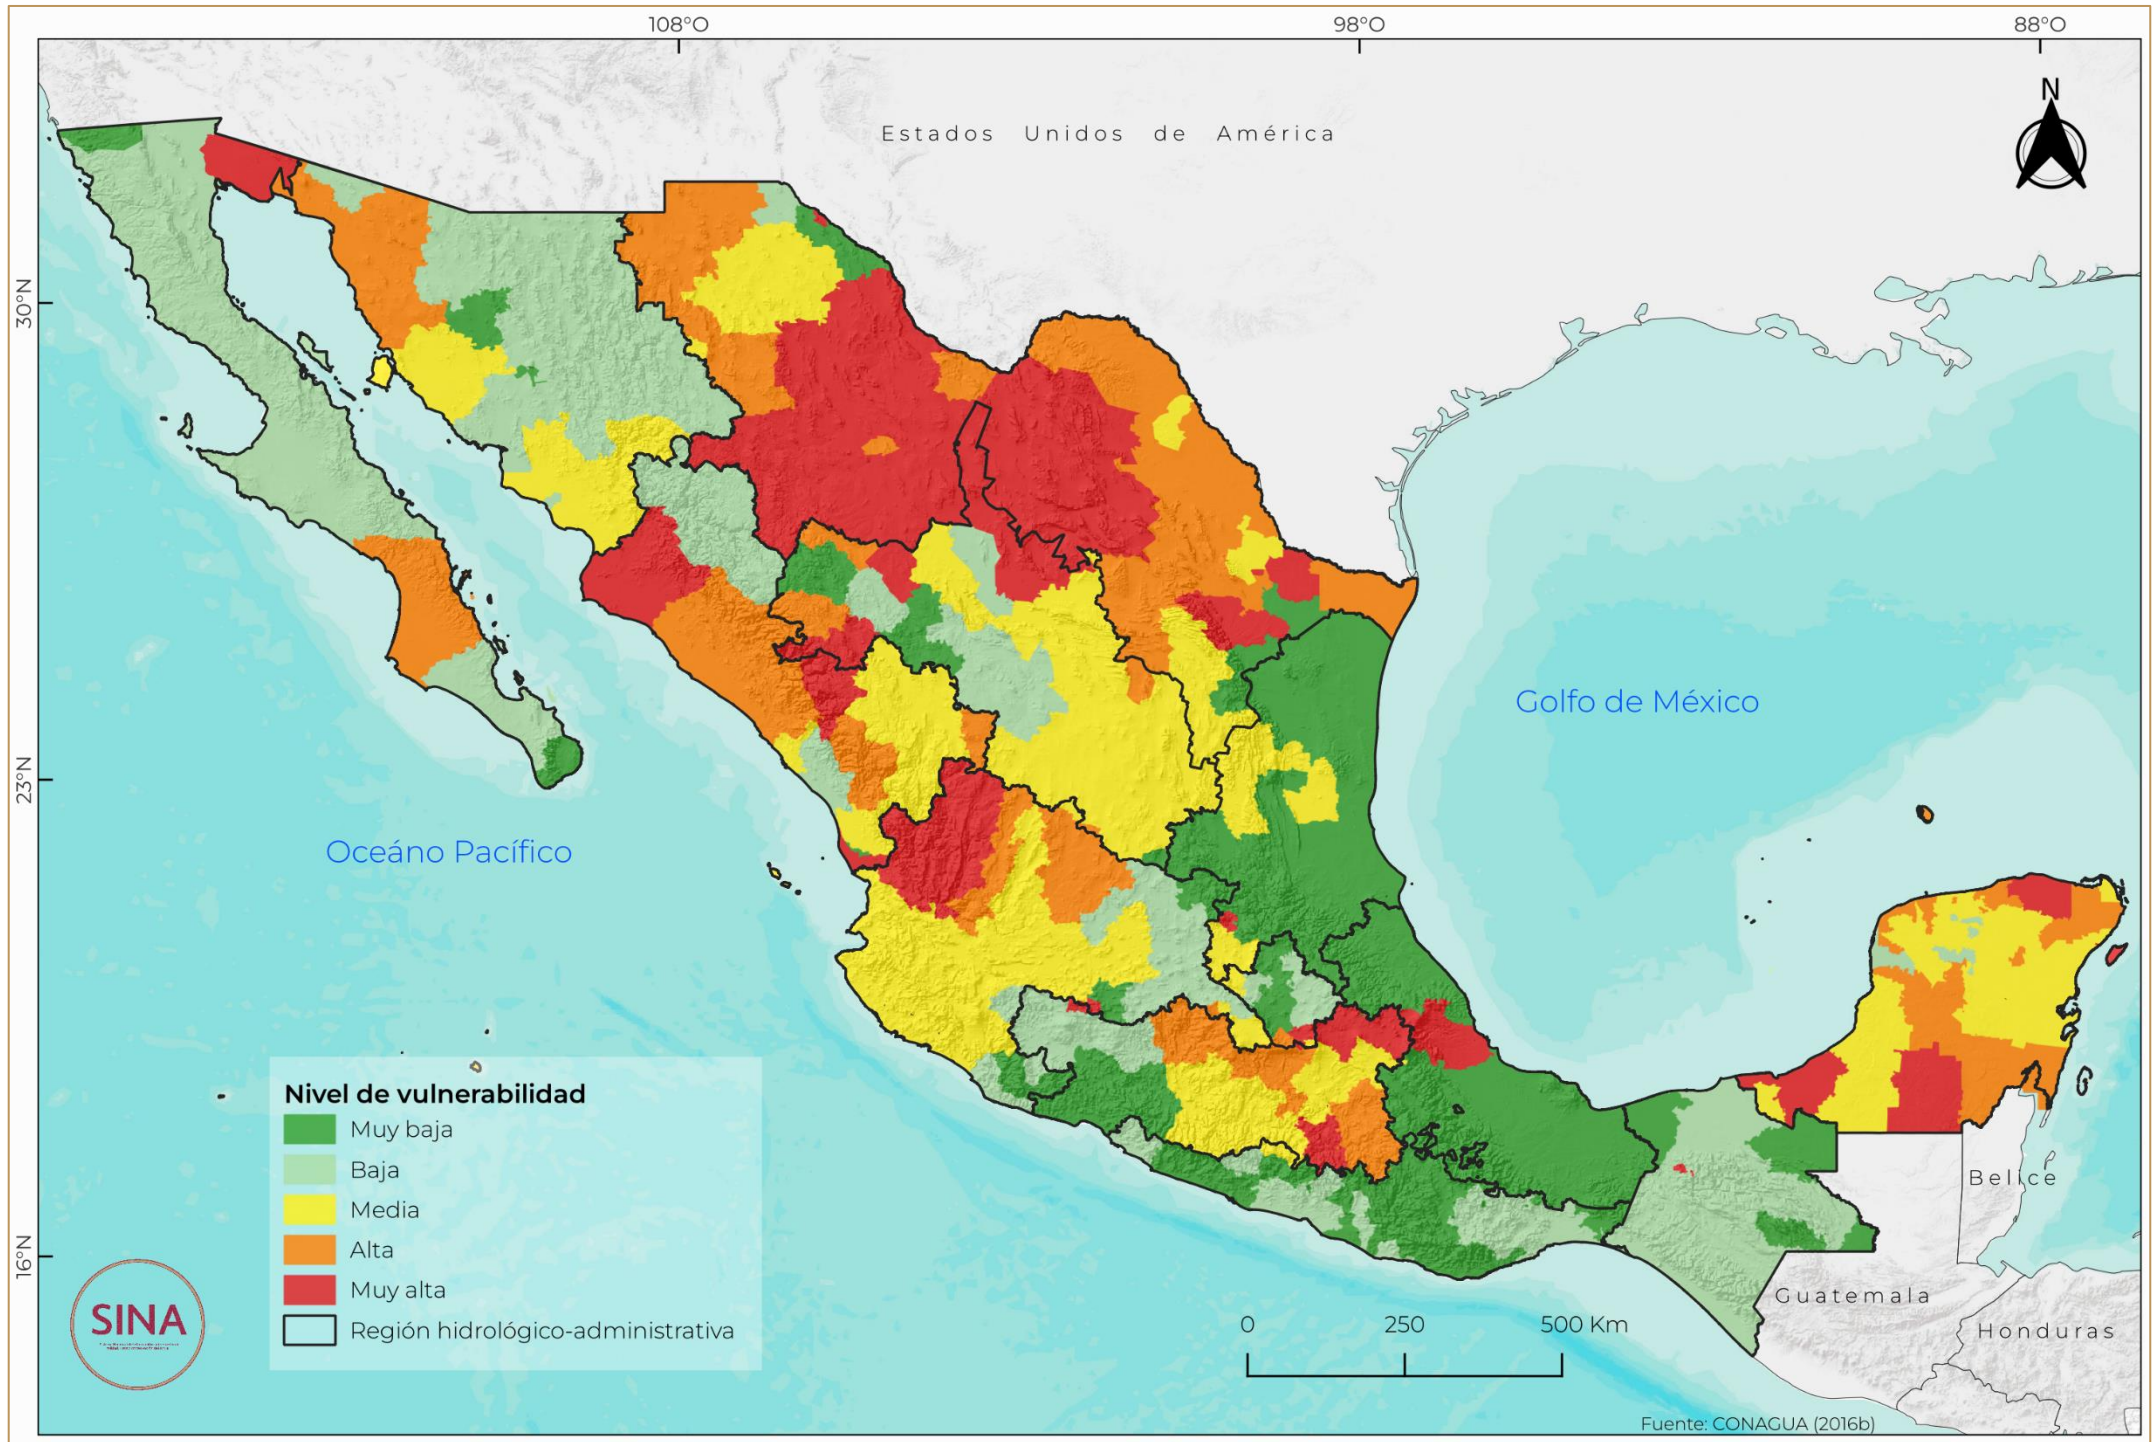 108°O
98°O
88°O
N
Estados Unidos de América
30°N
Golfo de México
23°N
Oceáno Pacífico
Nivel de vulnerabilidad
Muy baja
Baja
Media
Alta
Muy alta
Región hidrológico-administrativa
Belice
16°N
Guatemala
SINA
0 250 500 Km
Honduras
Fuente: CONAGUA (2016b)